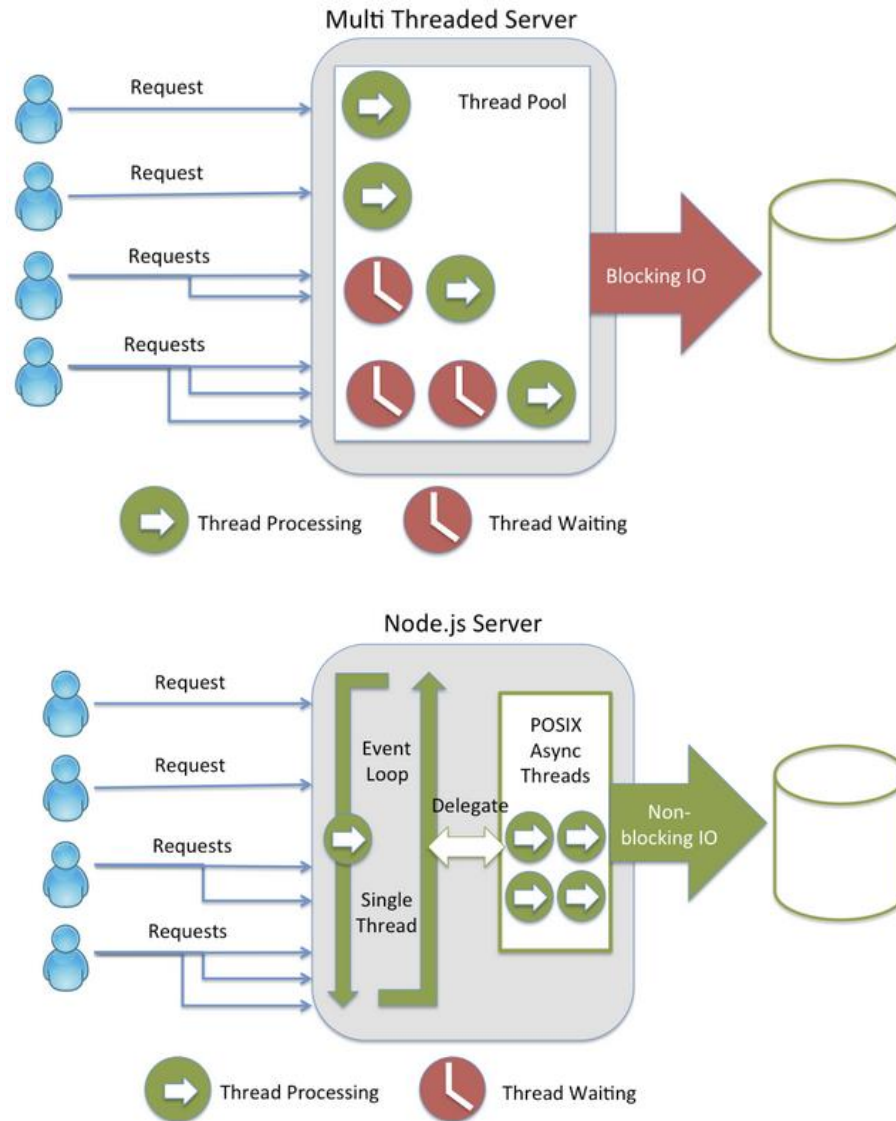 Multi Threaded Server
Request
Thread Pool
Request
Requests
Blocking IO
Requests
Thread Processing
Thread Waiting
Node.js Server
Request
POSIX
Async
Threads
Event
Loop
Request
Delegate
Non-
blocking IO
Requests
Single
Thread
Requests
Thread Processing
Thread Waiting